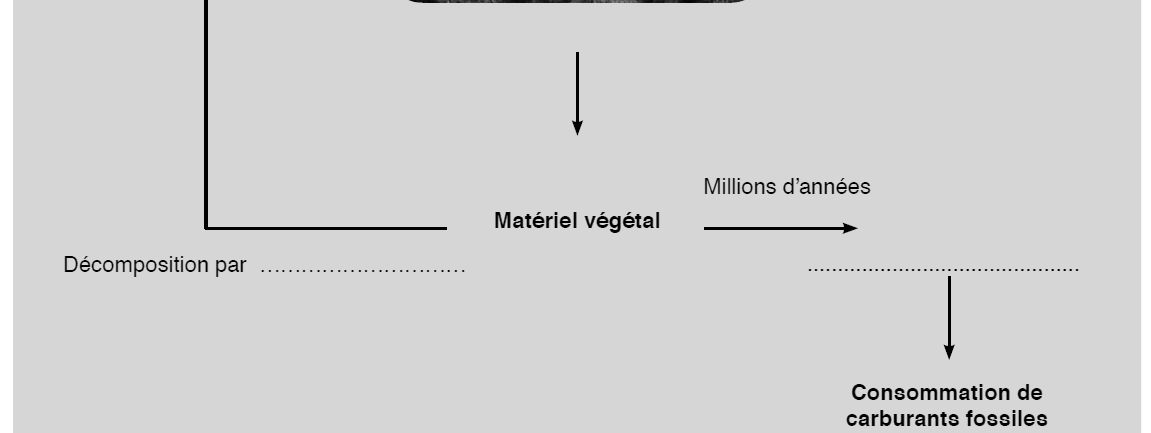 Millions d'années
Matériel végétal
Décomposition par ..............................
.............................................
Consommation de
carburants fossiles